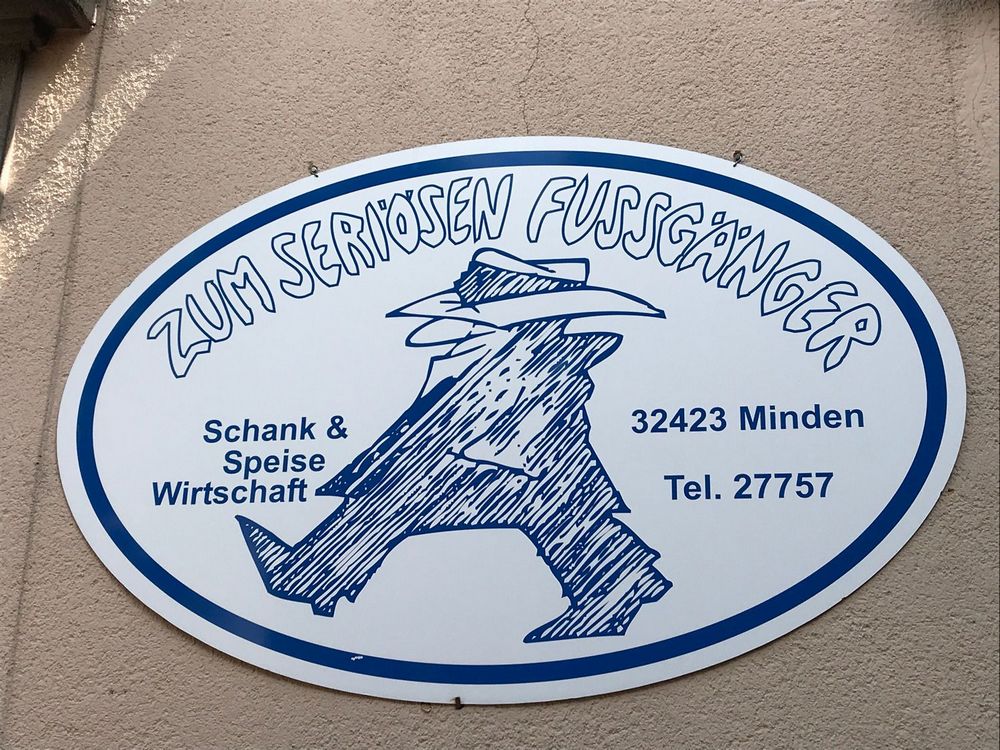 ZUM SERIÖSEN FUSSGÄNGER
Schank &
Speise
Wirtschaft
32423 Minden
Tel. 27757